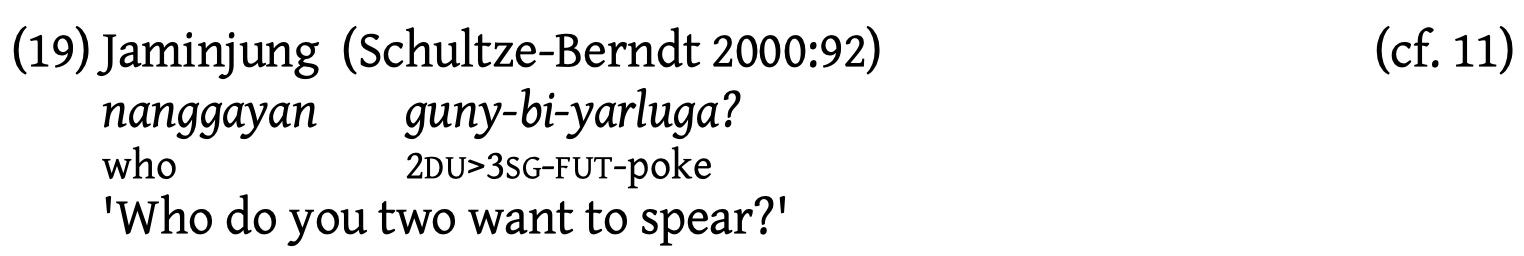 (19) Jaminjung (Schultze-Berndt 2000:92) (cf. 11)
nanggayan guny-bi-yarluga?
who 2DU>3SG-FUT-poke
'Who do you two want to spear?'